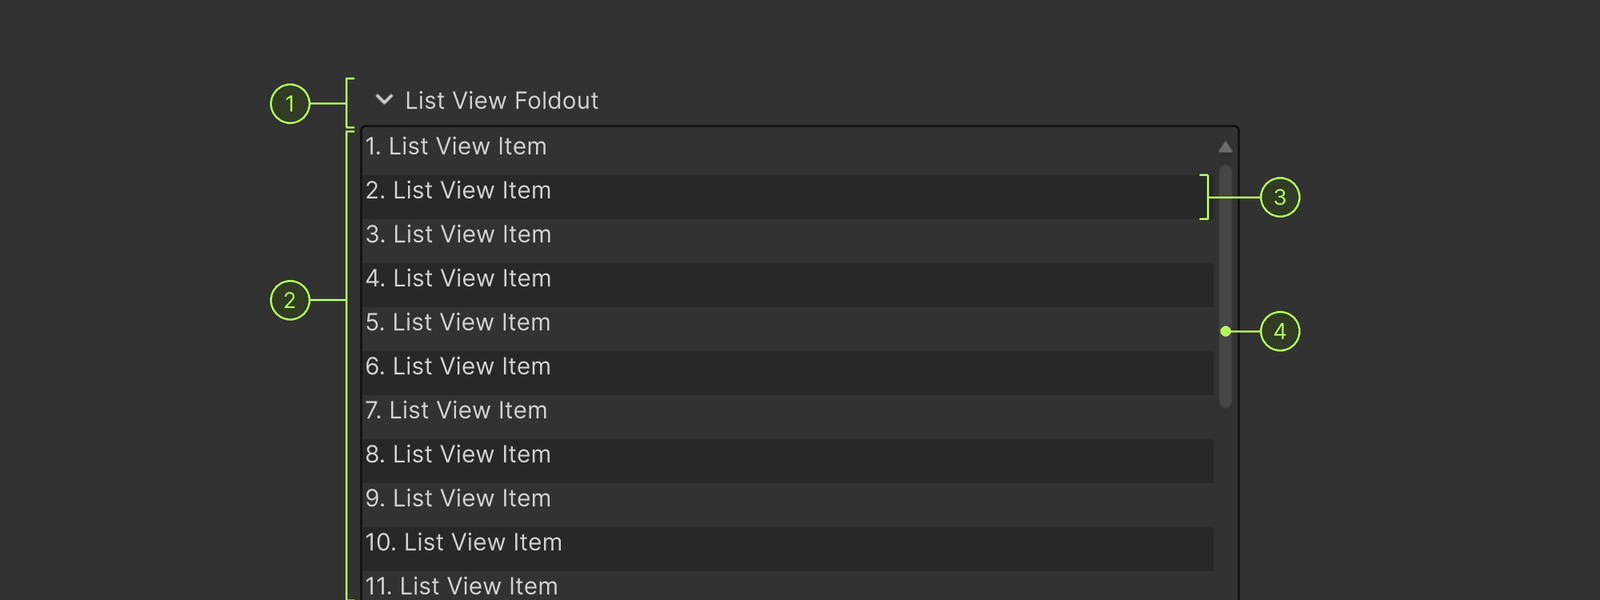 1 List View Foldout
1. List View Item
2. List View Item 3
3. List View Item
4. List View Item
2
5. List View Item 4
6. List View Item
7. List View Item
8. List View Item
9. List View Item
10. List View Item
11. List View Item